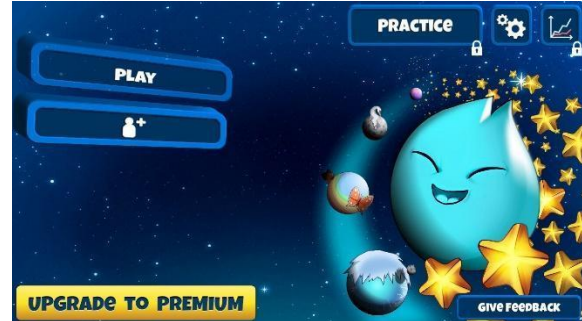 PRACTICE
PLAY
UPGRADE TO PREMIUM
GIVE FEEDBACK